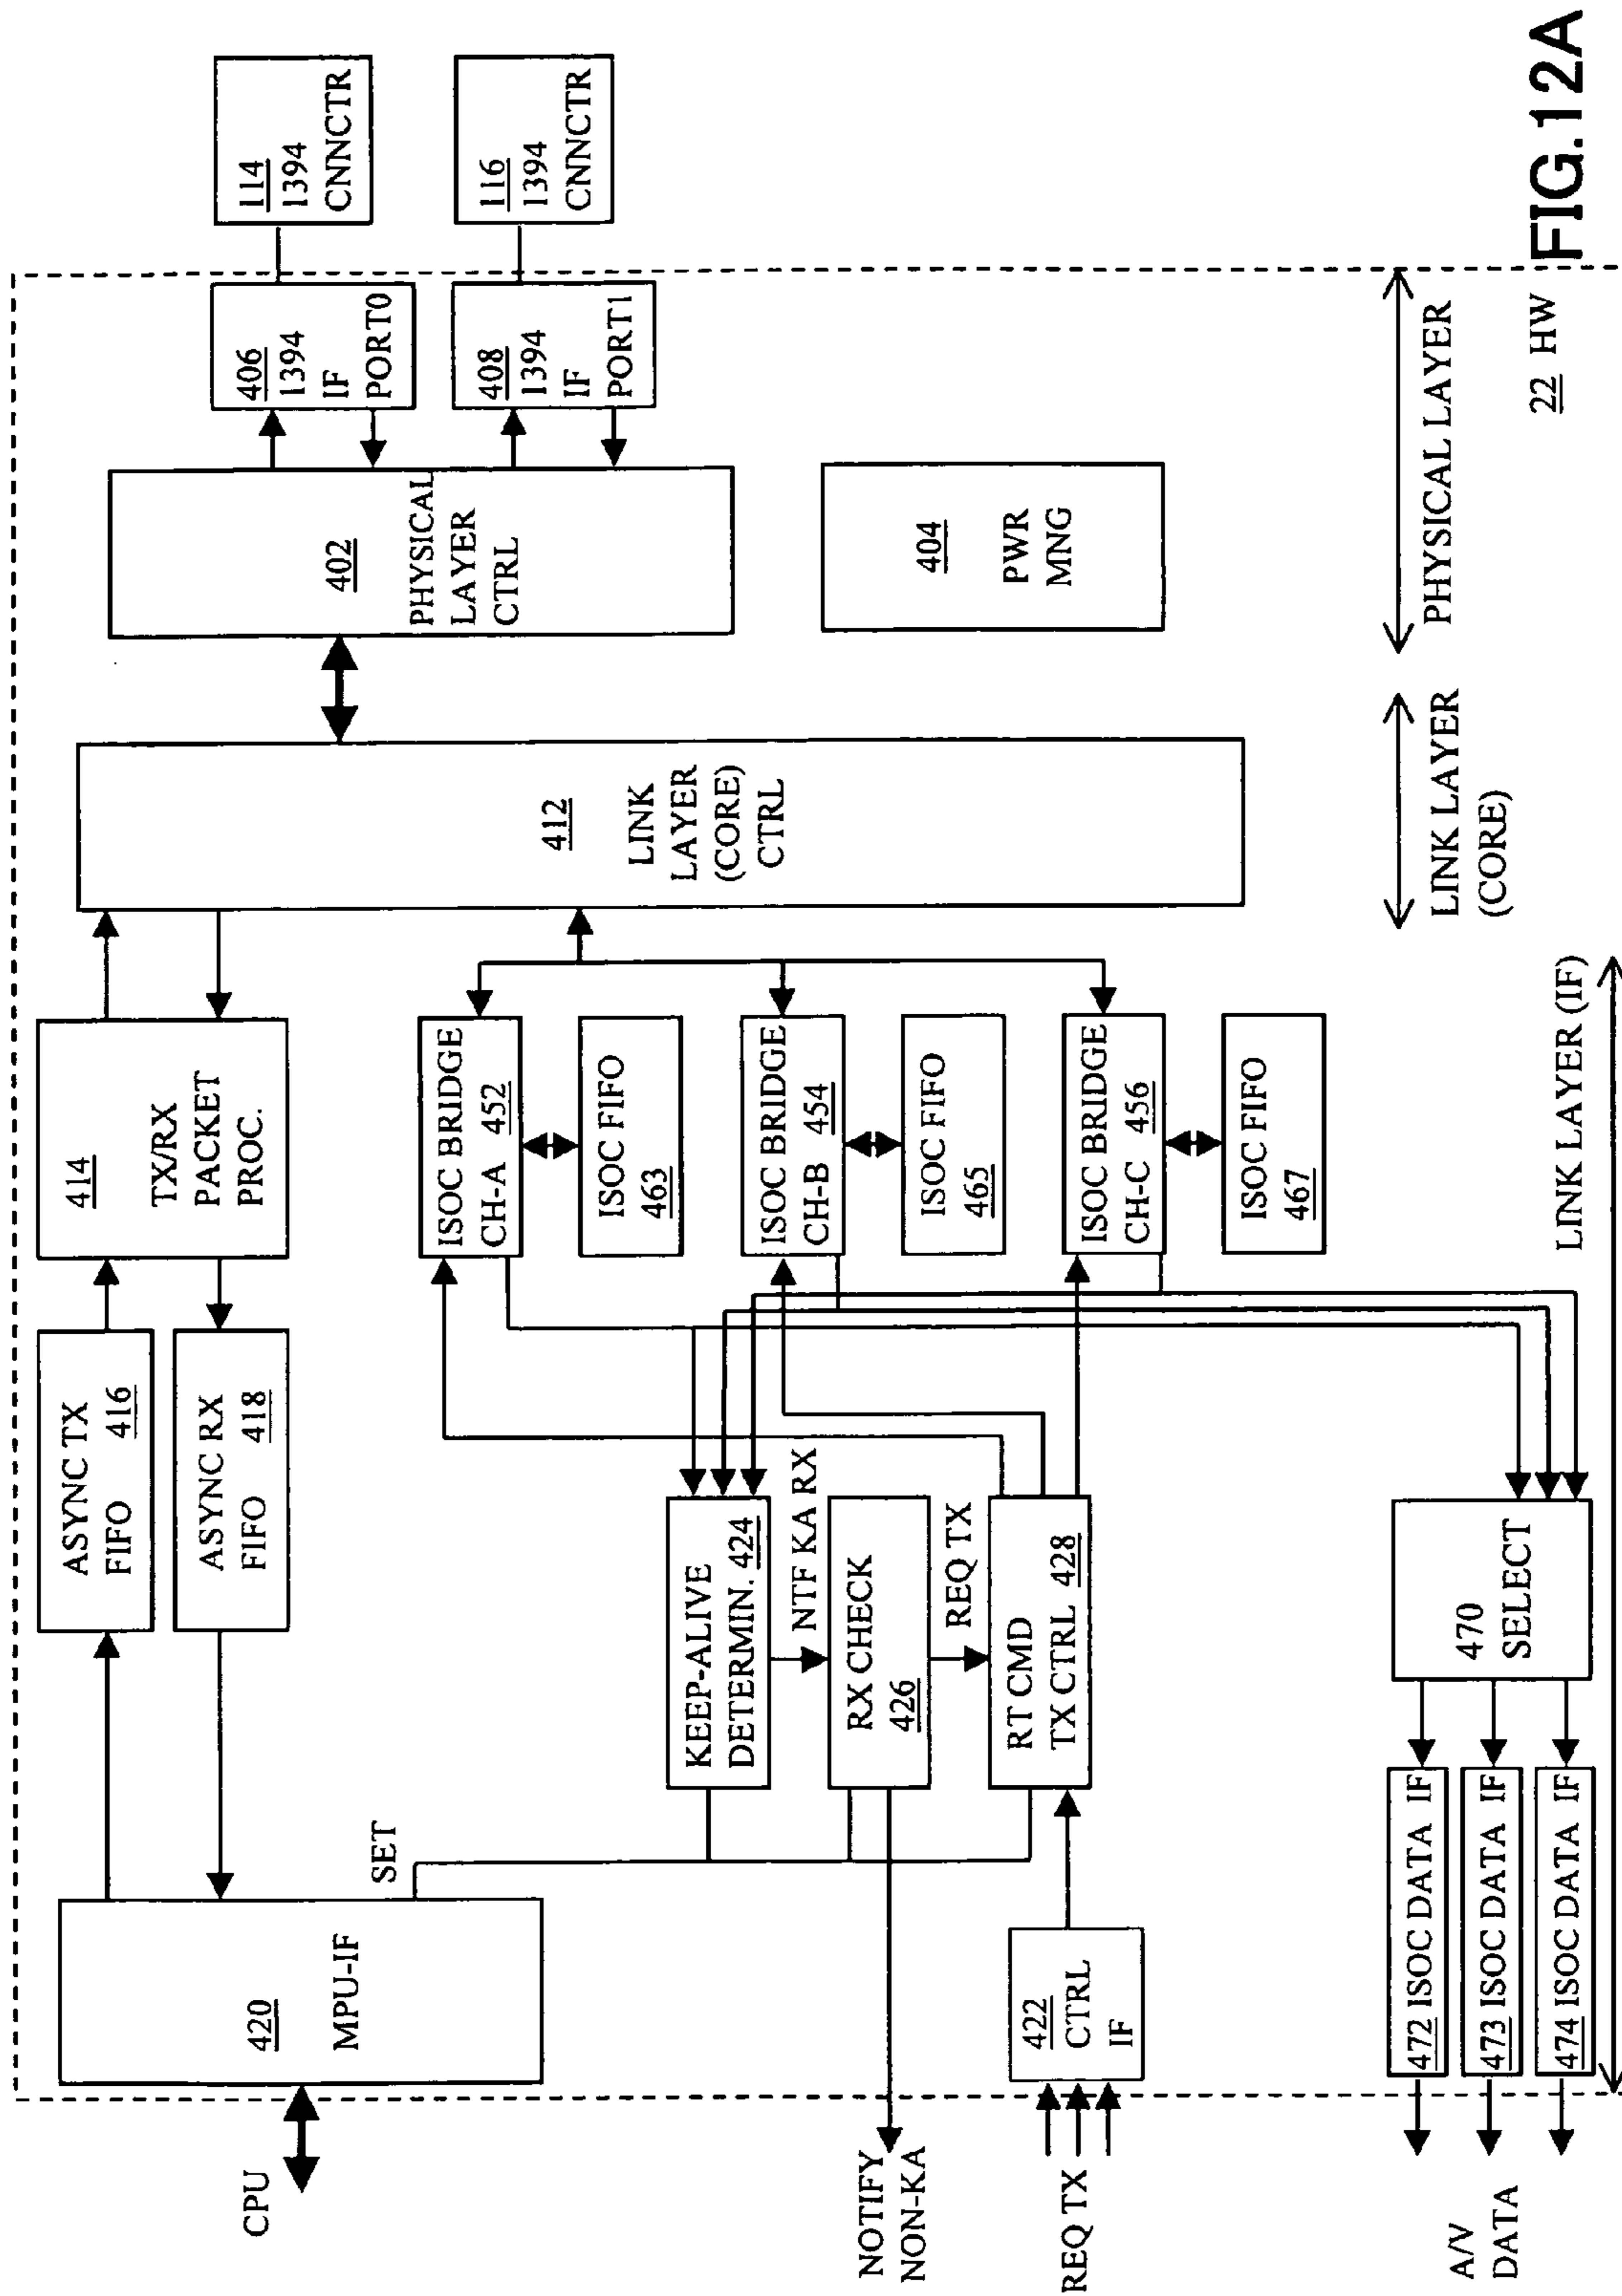 CPU
420
MPU-IF
SET
ASYNC TX
FIFO 416
ASYNC RX
FIFO 418
414
TX/RX
PACKET
PROC.
412
LINK
LAYER
(CORE)
CTRL
402
PHYSICAL
LAYER
CTRL
406
1394
IF
PORT0
408
1394
IF
PORT1
114
1394
CNNCTR
116
1394
CNNCTR
404
PWR
MNG
ISOC BRIDGE
CH-A 452
ISOC FIFO
463
ISOC BRIDGE
CH-B 454
ISOC FIFO
465
ISOC BRIDGE
CH-C 456
ISOC FIFO
467
KEEP-ALIVE
DETERMIN. 424
NTF KA RX
RX CHECK
426
REQ TX
RT CMD
TX CTRL 428
NOTIFY
NON-KA
REQ TX
422
CTRL
IF
470
SELECT
472 ISOC DATA IF
473 ISOC DATA IF
474 ISOC DATA IF
A/V
DATA
LINK LAYER (IF)
LINK LAYER
(CORE)
PHYSICAL LAYER
22 HW
FIG.12A